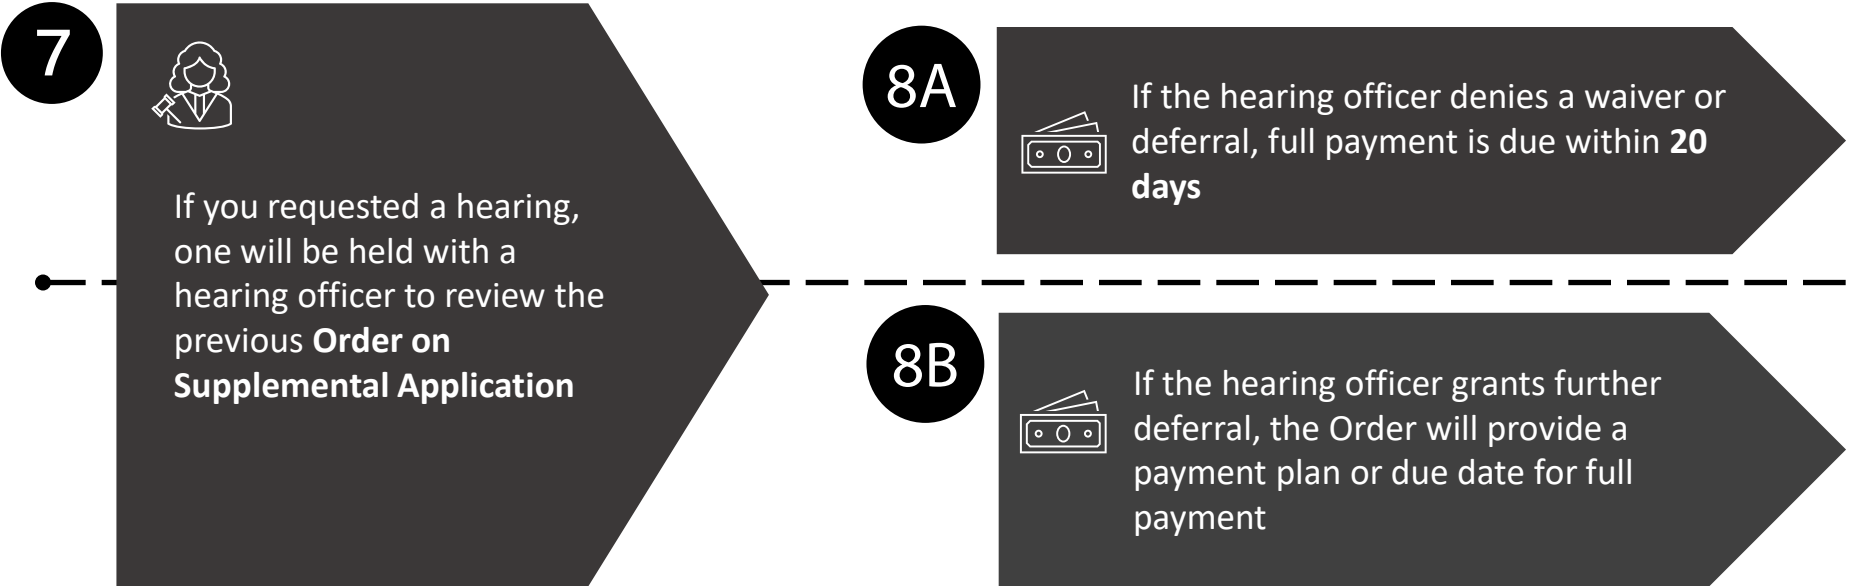 7
If you requested a hearing,
one will be held with a
hearing officer to review the
previous Order on
Supplemental Application
8A
If the hearing officer denies a waiver or
deferral, full payment is due within 20
days
8B
If the hearing officer grants further
deferral, the Order will provide a
payment plan or due date for full
payment